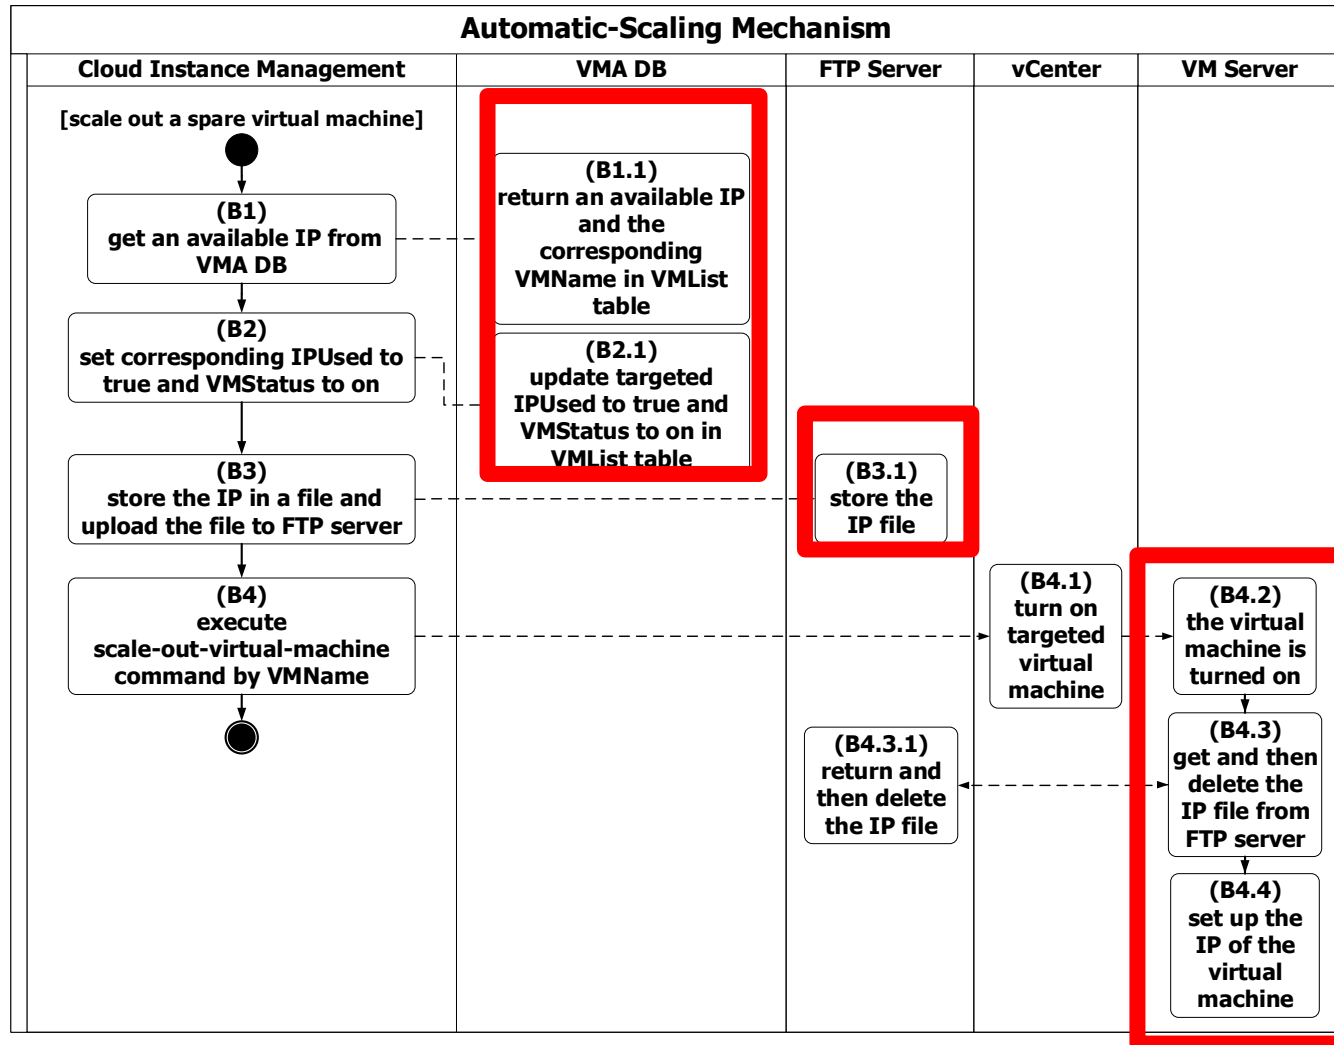 Automatic-Scaling Mechanism
Cloud Instance Management
VMA DB
FTP Server
vCenter
VM Server
[scale out a spare virtual machine]
(B1)
get an available IP from
VMA DB
(B1.1)
return an available IP
and the
corresponding
VMName in VMList
table
(B2)
set corresponding IPUsed to
true and VMStatus to on
(B2.1)
update targeted
IPUsed to true and
VMStatus to on in
VMList table
(B3)
store the IP in a file and
upload the file to FTP server
(B3.1)
store the
IP file
(B4)
execute
scale-out-virtual-machine
command by VMName
(B4.1)
turn on
targeted
virtual
machine
(B4.2)
the virtual
machine is
turned on
(B4.3)
get and then
delete the
IP file from
FTP server
(B4.3.1)
return and
then delete
the IP file
(B4.4)
set up the
IP of the
virtual
machine